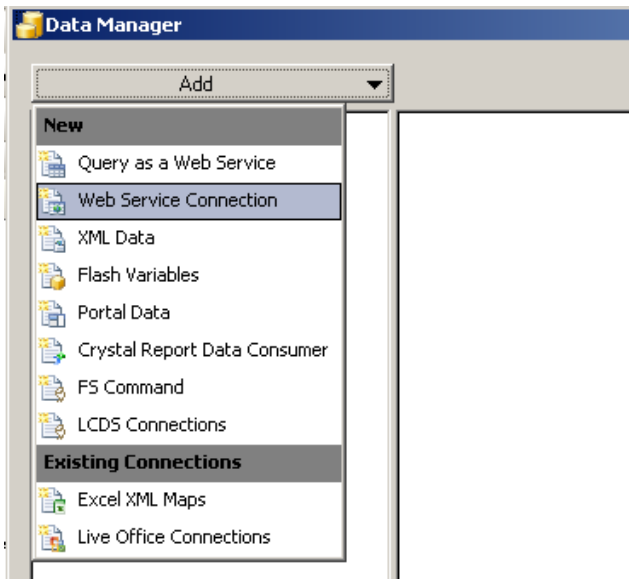 Data Manager
Add
New
Query as a Web Service
Web Service Connection
XML Data
Flash Variables
Portal Data
Crystal Report Data Consumer
FS Command
LCDS Connections
Existing Connections
Excel XML Maps
Live Office Connections